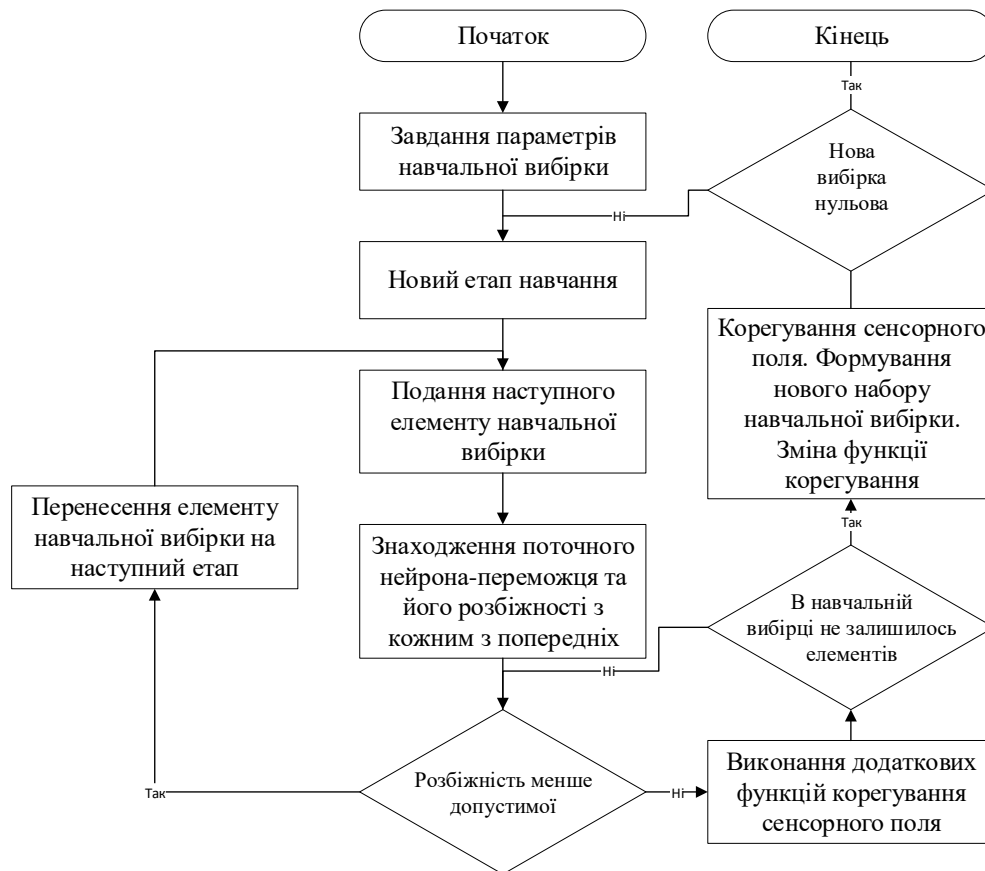 Початок
Кінець
Так
Завдання параметрів
навчальної вибірки
Нова
вибірка
нульова
Ні
Новий етап навчання
Корегування сенсорного
поля. Формування
нового набору
навчальної вибірки.
Зміна функції
корегування
Подання наступного
елементу навчальної
вибірки
Перенесення елементу
навчальної вибірки на
наступний етап
Так
Знаходження поточного
нейрона-переможця та
його розбіжності з
кожним з попередніх
В навчальній
вибірці не залишилось
елементів
Ні
Розбіжність менше
допустимої
Так
Ні
Виконання додаткових
функцій корегування
сенсорного поля